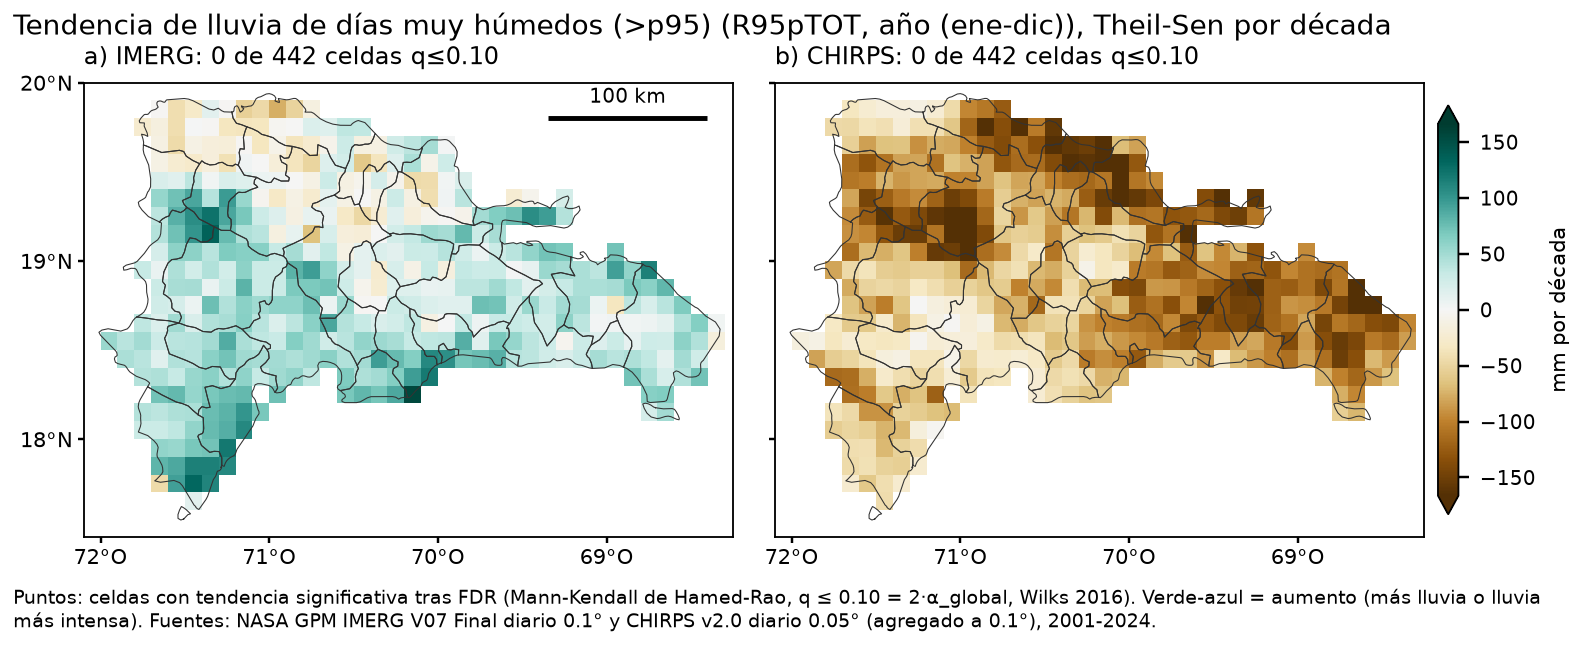 Tendencia de lluvia de días muy húmedos (>p95) (R95pTOT, año (ene-dic)), Theil-Sen por década
a) IMERG: 0 de 442 celdas q≤0.10
b) CHIRPS: 0 de 442 celdas q≤0.10
100 km
20°N
19°N
18°N
72°O
71°O
70°O
69°O
72°O
71°O
70°O
69°O
150
100
50
0
−50
−100
−150
mm por década
Puntos: celdas con tendencia significativa tras FDR (Mann-Kendall de Hamed-Rao, q ≤ 0.10 = 2·α_global, Wilks 2016). Verde-azul = aumento (más lluvia o lluvia
más intensa). Fuentes: NASA GPM IMERG V07 Final diario 0.1° y CHIRPS v2.0 diario 0.05° (agregado a 0.1°), 2001-2024.